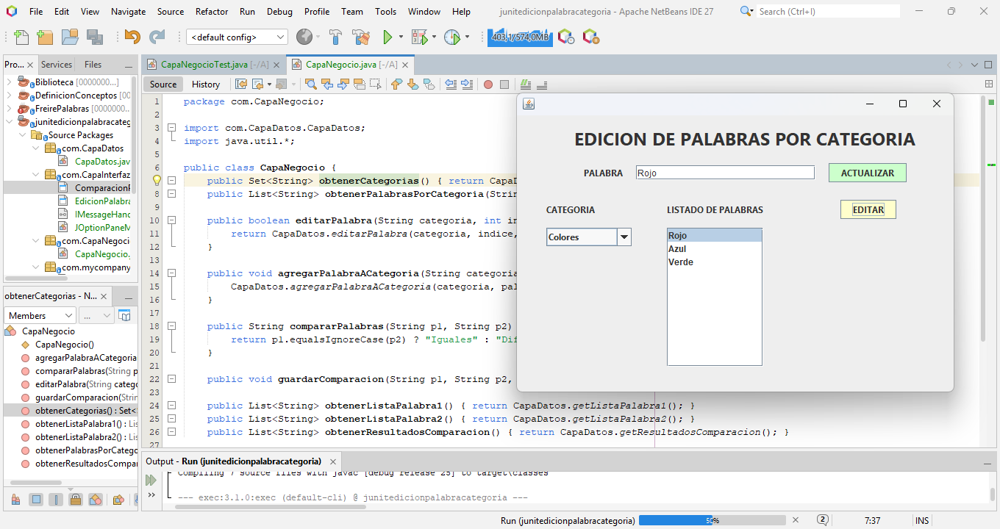 File Edit View Navigate Source Refactor Run Debug Profile Team Tools Window Help
junitedicionpalabracategoria - Apache NetBeans IDE 27
Search (Ctrl+I)
<default config>
403,1/574,0MB
Pro... Services Files
Biblioteca [0000000...]
DefinicionConceptos [00
FreirePalabras [0000000...
junitedicionpalabracateg
Source Packages
com.CapaDatos
CapaDatos.jav
com.CapaInterfaz
ComparacionP
EdicionPalabra
IMessageHanc
JOptionPaneM
com.CapaNegoci
CapaNegocio.
com.mycompany
obtenerCategorias - N...
Members
...
CapaNegocio
CapaNegocio()
agregarPalabraACategoria
compararPalabras(String p
editarPalabra(String catego
guardarComparacion(Strin
obtenerCategorias() : Set<
obtenerListaPalabra1() : Lis
obtenerListaPalabra2() : Lis
obtenerPalabrasPorCatego
obtenerResultadosCompar
CapaNegocioTest.java [-/A]
CapaNegocio.java [-/A]
Source History
1 package com.CapaNegocio;
2
3 import com.CapaDatos.CapaDatos;
4 import java.util.*;
5
6 public class CapaNegocio {
public Set<String> obtenerCategorias() { return CapaD
8 public List<String> obtenerPalabrasPorCategoria(Strin
9
10 public boolean editarPalabra(String categoria, int in
11 return CapaDatos.editarPalabra(categoria, indice,
12 }
13
14 public void agregarPalabraACategoria(String categoria
15 CapaDatos.agregarPalabraACategoria(categoria, pal
16 }
17
18 public String compararPalabras(String p1, String p2)
19 return p1.equalsIgnoreCase(p2) ? "Iguales" : "Dif
20 }
21
22 public void guardarComparacion(String p1, String p2,
23
24 public List<String> obtenerListaPalabra1() { return CapaDatos.getListaPalabra1(); }
25 public List<String> obtenerListaPalabra2() { return CapaDatos.getListaPalabra2(); }
26 public List<String> obtenerResultadosComparacion() { return CapaDatos.getResultadosComparacion(); }
27
EDICION DE PALABRAS POR CATEGORIA
PALABRA Rojo ACTUALIZAR
CATEGORIA LISTADO DE PALABRAS EDITAR
Colores
Rojo
Azul
Verde
Output - Run (junitedicionpalabracategoria)
Compiling 7 source files with javac [debug release 25] to target\classes
--- exec:3.1.0:exec (default-cli) @ junitedicionpalabracategoria ---
Run (junitedicionpalabracategoria) 50% 2 7:37 INS